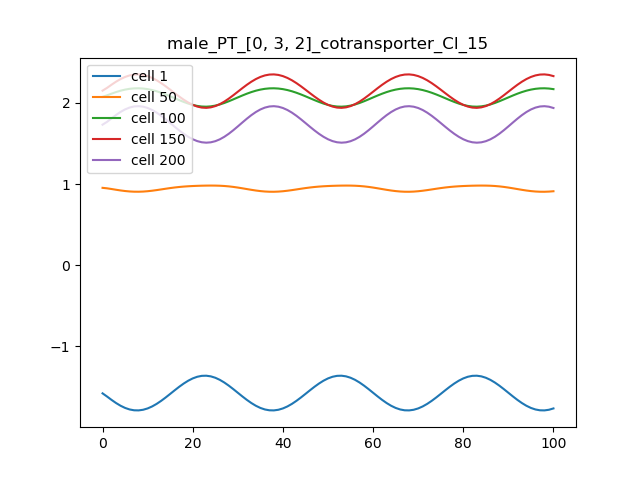 male_PT_[0, 3, 2]_cotransporter_Cl_15
cell 1
cell 50
cell 100
cell 150
cell 200
2
1
0
−1
0 20 40 60 80 100